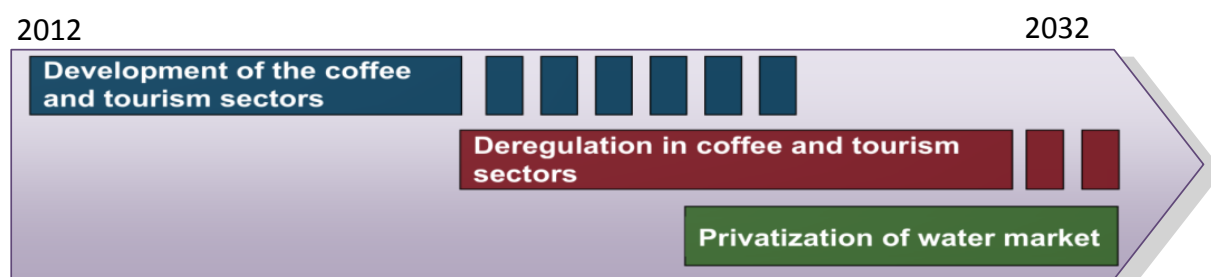 2012
2032
Development of the coffee
and tourism sectors
Deregulation in coffee and tourism
sectors
Privatization of water market